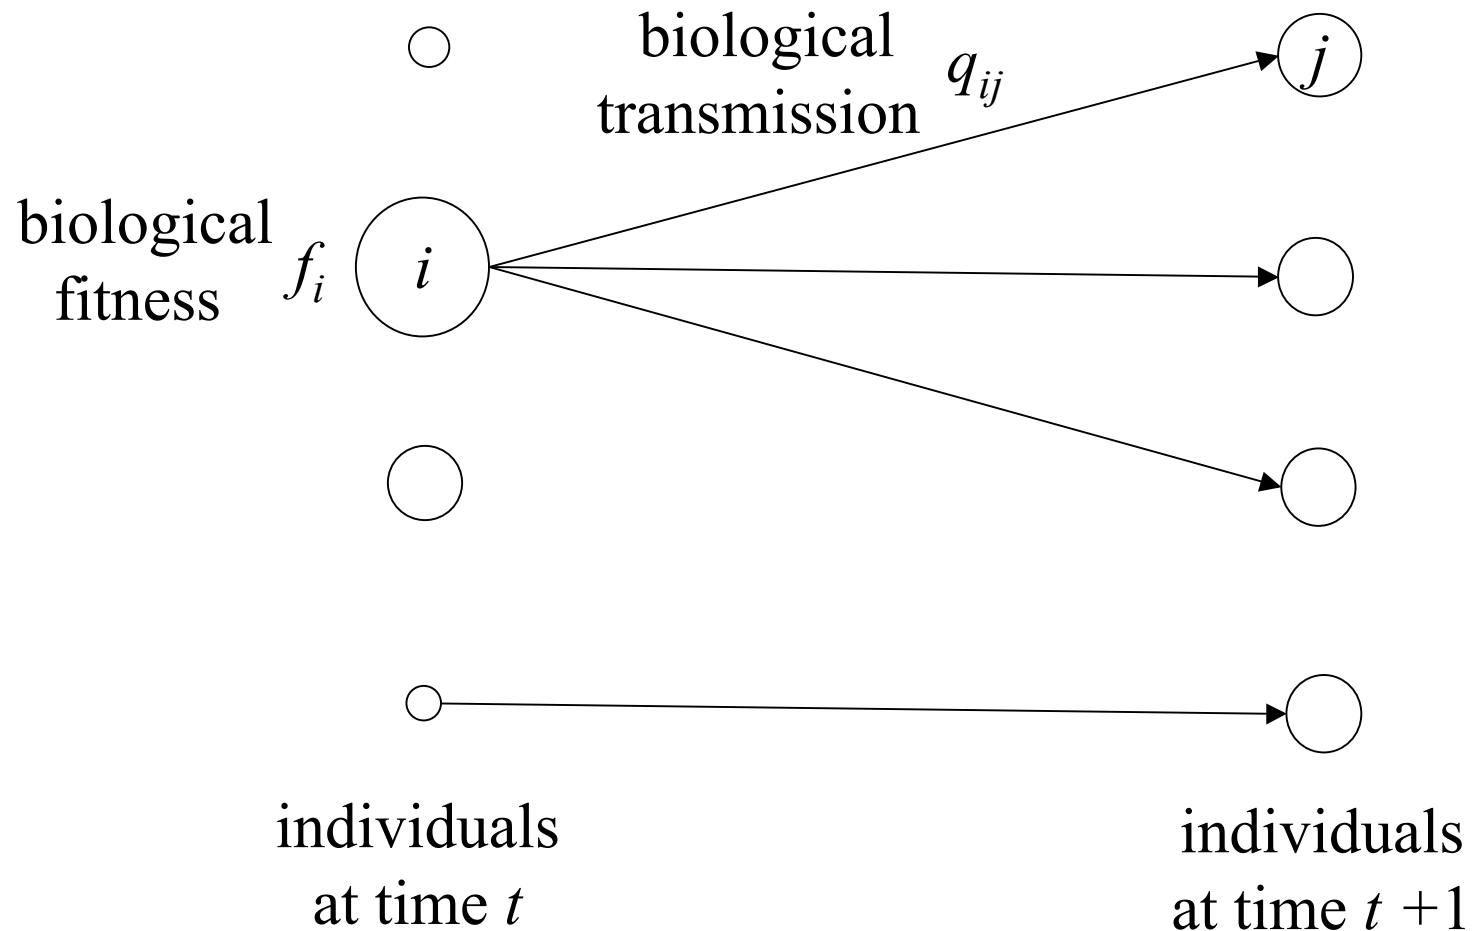 biological
transmission
q_ij
j
biological
fitness
f_i
i
individuals
at time t
individuals
at time t +1